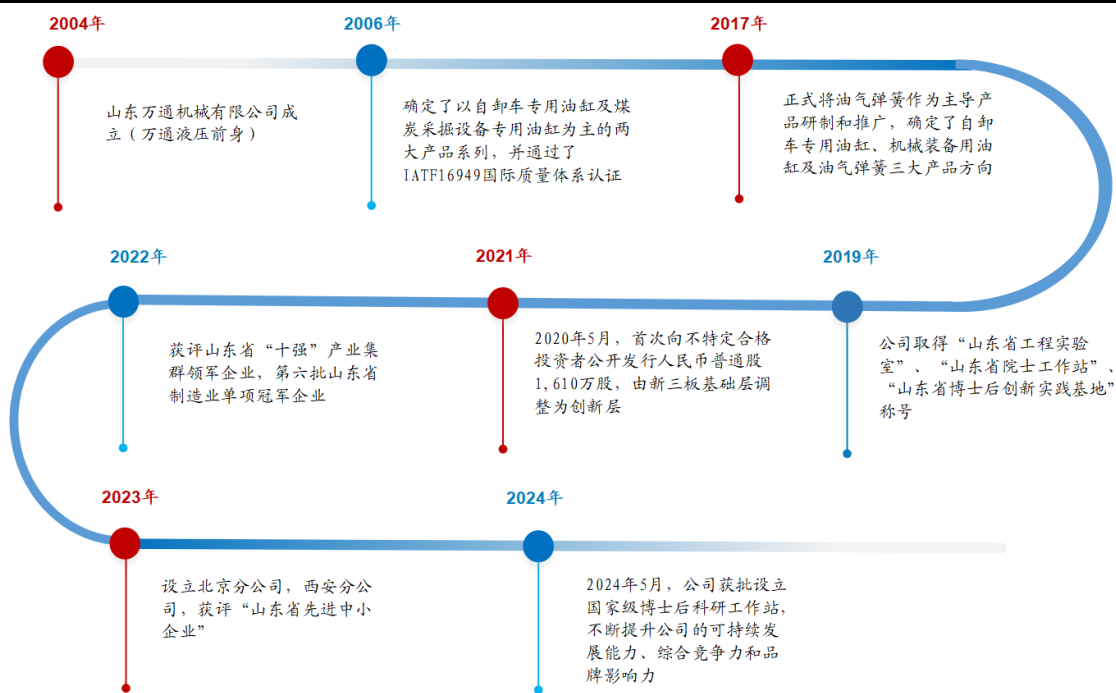 2004年
山东万通机械有限公司成
立（万通液压前身）
2006年
确定了以自卸车专用油缸及煤
炭采掘设备专用油缸为主的两
大产品系列，并通过了
IATF16949国际质量体系认证
2017年
正式将油气弹簧作为主导产
品研制和推广，确定了自卸
车专用油缸、机械装备用油
缸及油气弹簧三大产品方向
2019年
公司取得“山东省工程实验
室”、“山东省院士工作站”、
“山东省博士后创新实践基地”
称号
2021年
2020年5月，首次向不特定合格
投资者公开发行人民币普通股
1,610万股，由新三板基础层调
整为创新层
2022年
获评山东省“十强”产业集
群领军企业，第六批山东省
制造业单项冠军企业
2023年
设立北京分公司，西安分公
司，获评“山东省先进中小
企业”
2024年
2024年5月，公司获批设立
国家级博士后科研工作站，
不断提升公司的可持续发
展能力、综合竞争力和品
牌影响力